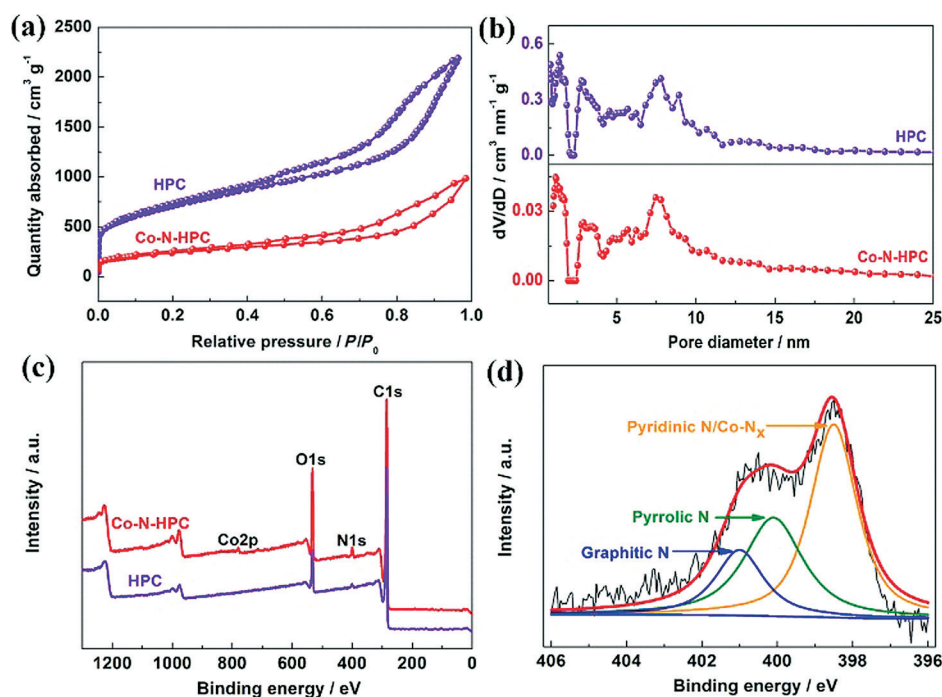 (a)
2500
2000
1500
1000
500
0
Quantity absorbed / cm³ g⁻¹
HPC
Co-N-HPC
0.0 0.2 0.4 0.6 0.8 1.0
Relative pressure / P/P₀
(b)
0.6
0.3
0.0
0.03
0.00
dV/dD / cm³ nm⁻¹ g⁻¹
HPC
Co-N-HPC
5 10 15 20 25
Pore diameter / nm
(c)
Intensity / a.u.
C1s
O1s
Co-N-HPC
Co2p
N1s
HPC
1200 1000 800 600 400 200 0
Binding energy / eV
(d)
Intensity / a.u.
Pyridinic N/Co-Nₓ
Pyrrolic N
Graphitic N
406 404 402 400 398 396
Binding energy / eV